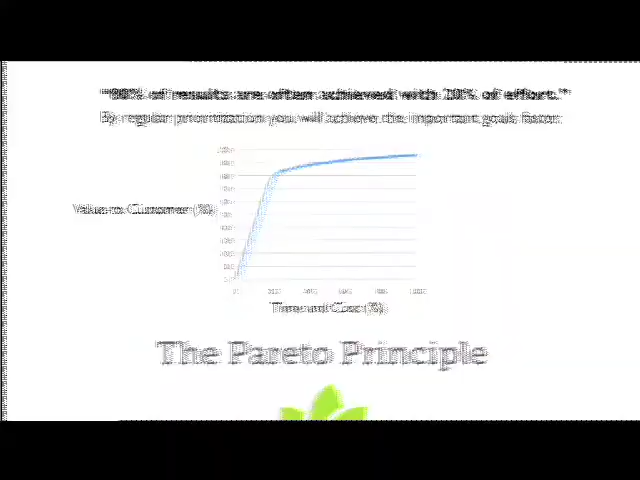 "80% of results are often achieved with 20% of effort."
By regular prioritization you will achieve the important goals faster.
Value to Customer (%)
Time and Cost (%)
The Pareto Principle